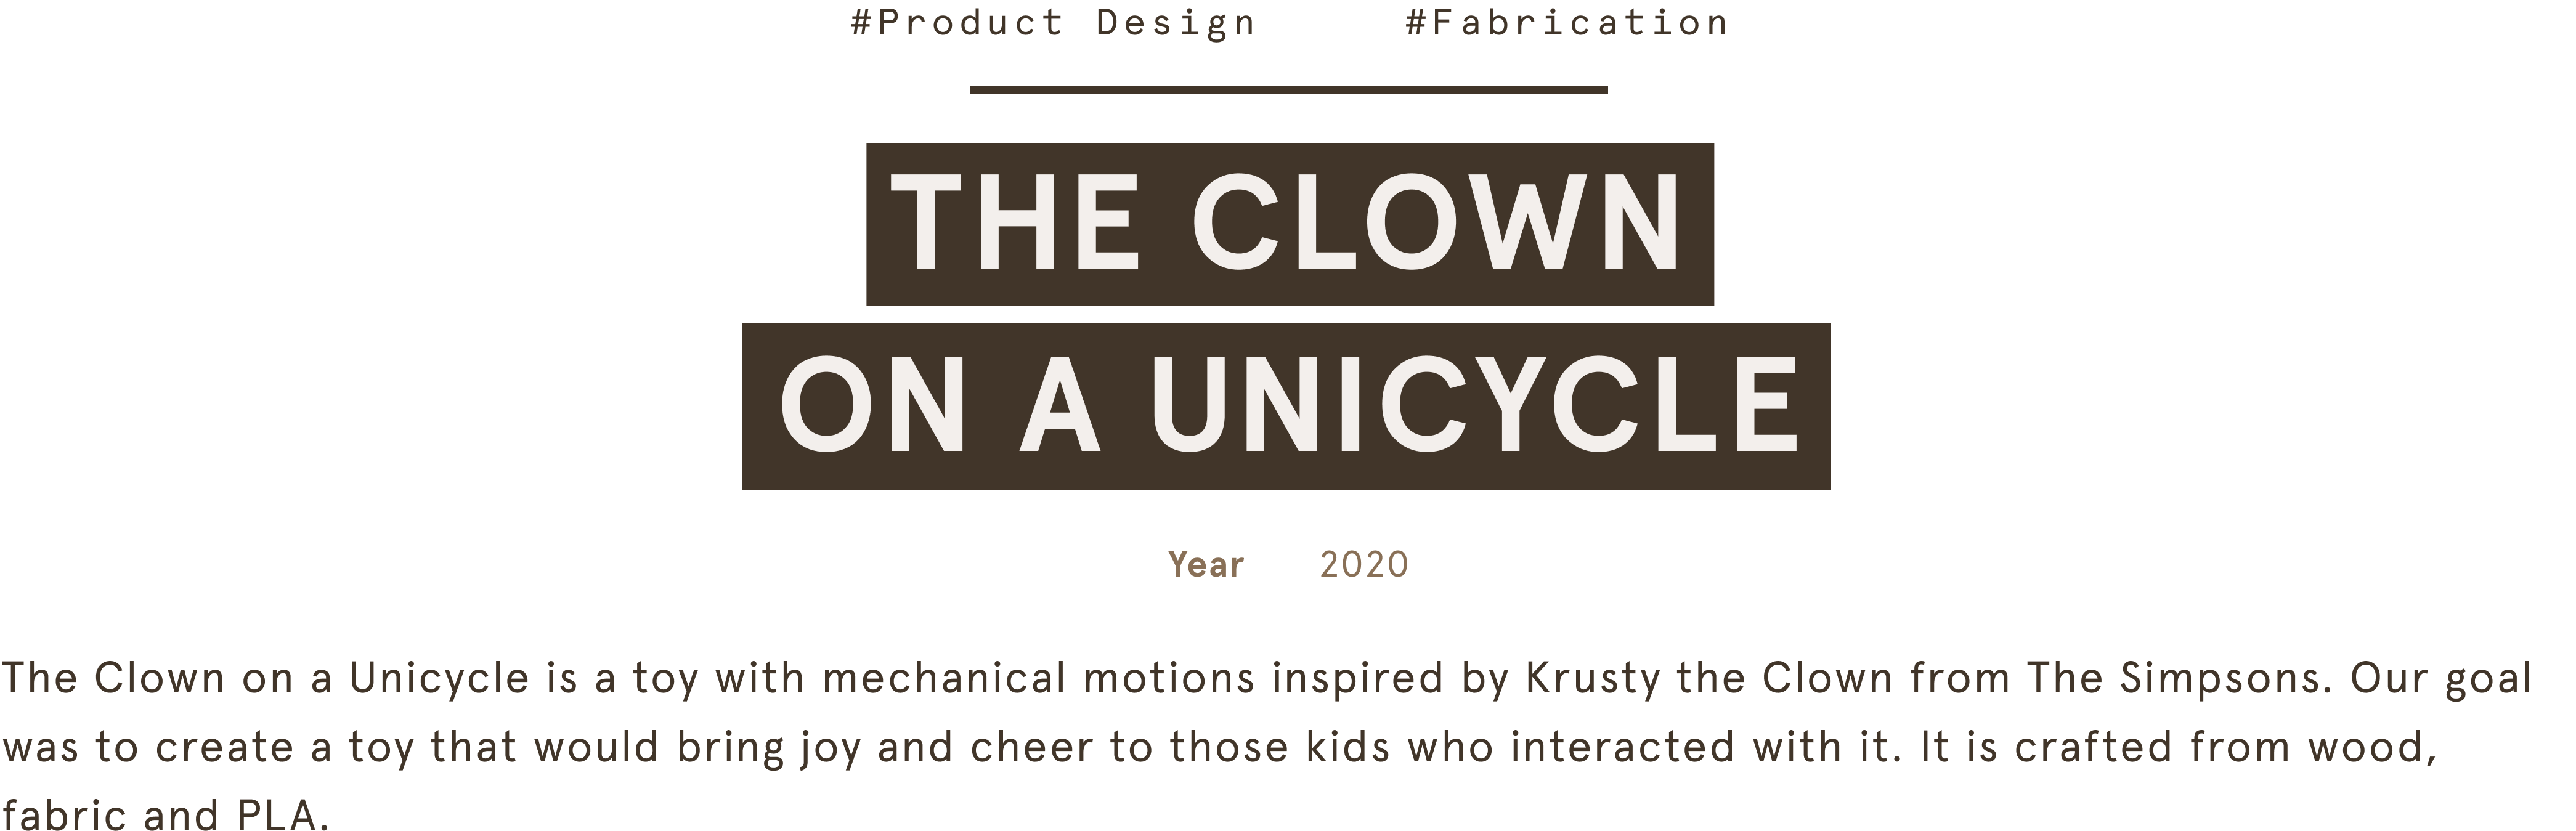 #Product Design #Fabrication
THE CLOWN
ON A UNICYCLE
Year 2020
The Clown on a Unicycle is a toy with mechanical motions inspired by Krusty the Clown from The Simpsons. Our goal
was to create a toy that would bring joy and cheer to those kids who interacted with it. It is crafted from wood,
fabric and PLA.